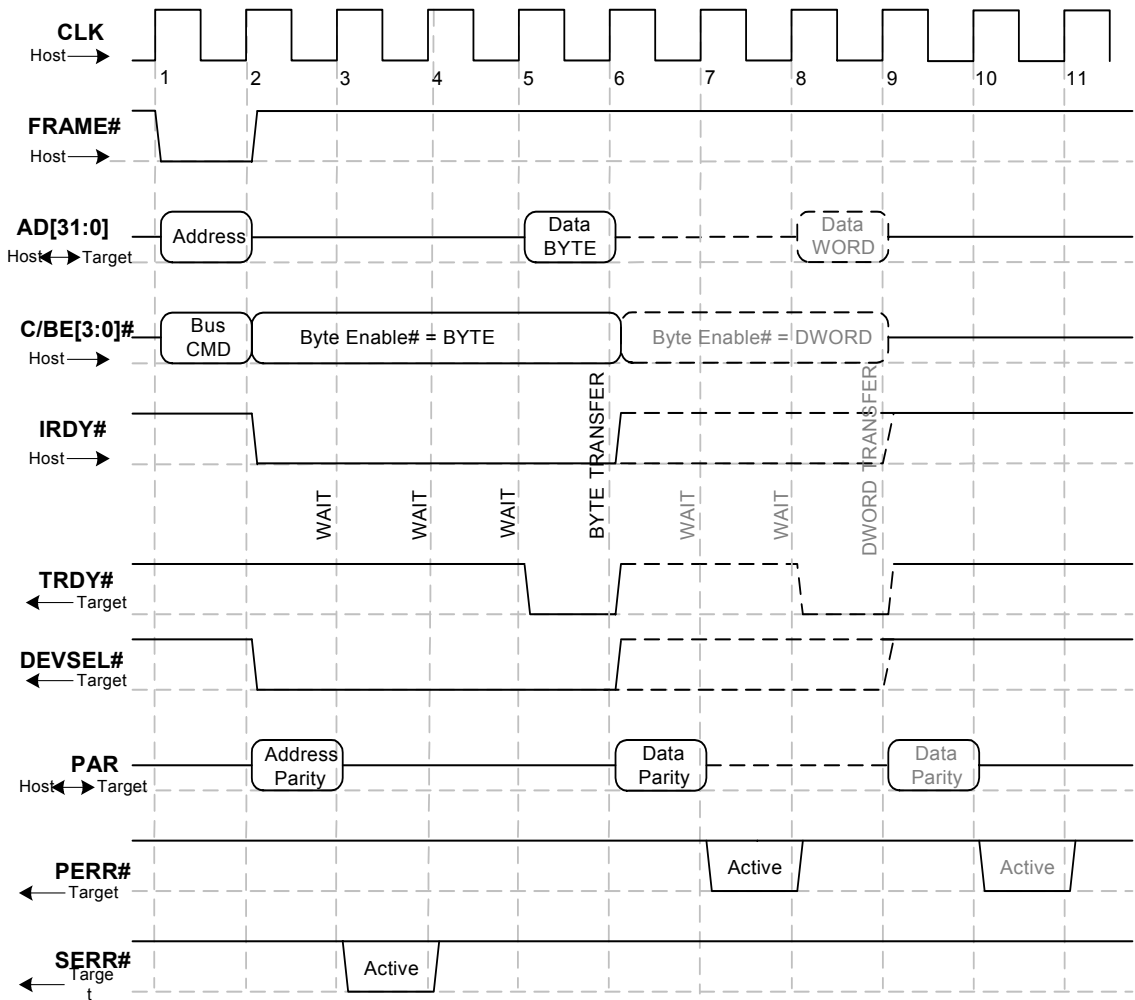 CLK
Host
1 2 3 4 5 6 7 8 9 10 11
FRAME#
Host
AD[31:0]
Host Target
Address
Data
BYTE
Data
WORD
C/BE[3:0]#
Host
Bus
CMD
Byte Enable# = BYTE
Byte Enable# = DWORD
IRDY#
Host
WAIT
WAIT
WAIT
BYTE TRANSFER
WAIT
WAIT
DWORD TRANSFER
TRDY#
Target
DEVSEL#
Target
PAR
Host Target
Address
Parity
Data
Parity
Data
Parity
PERR#
Target
Active
Active
SERR#
Targe
t
Active